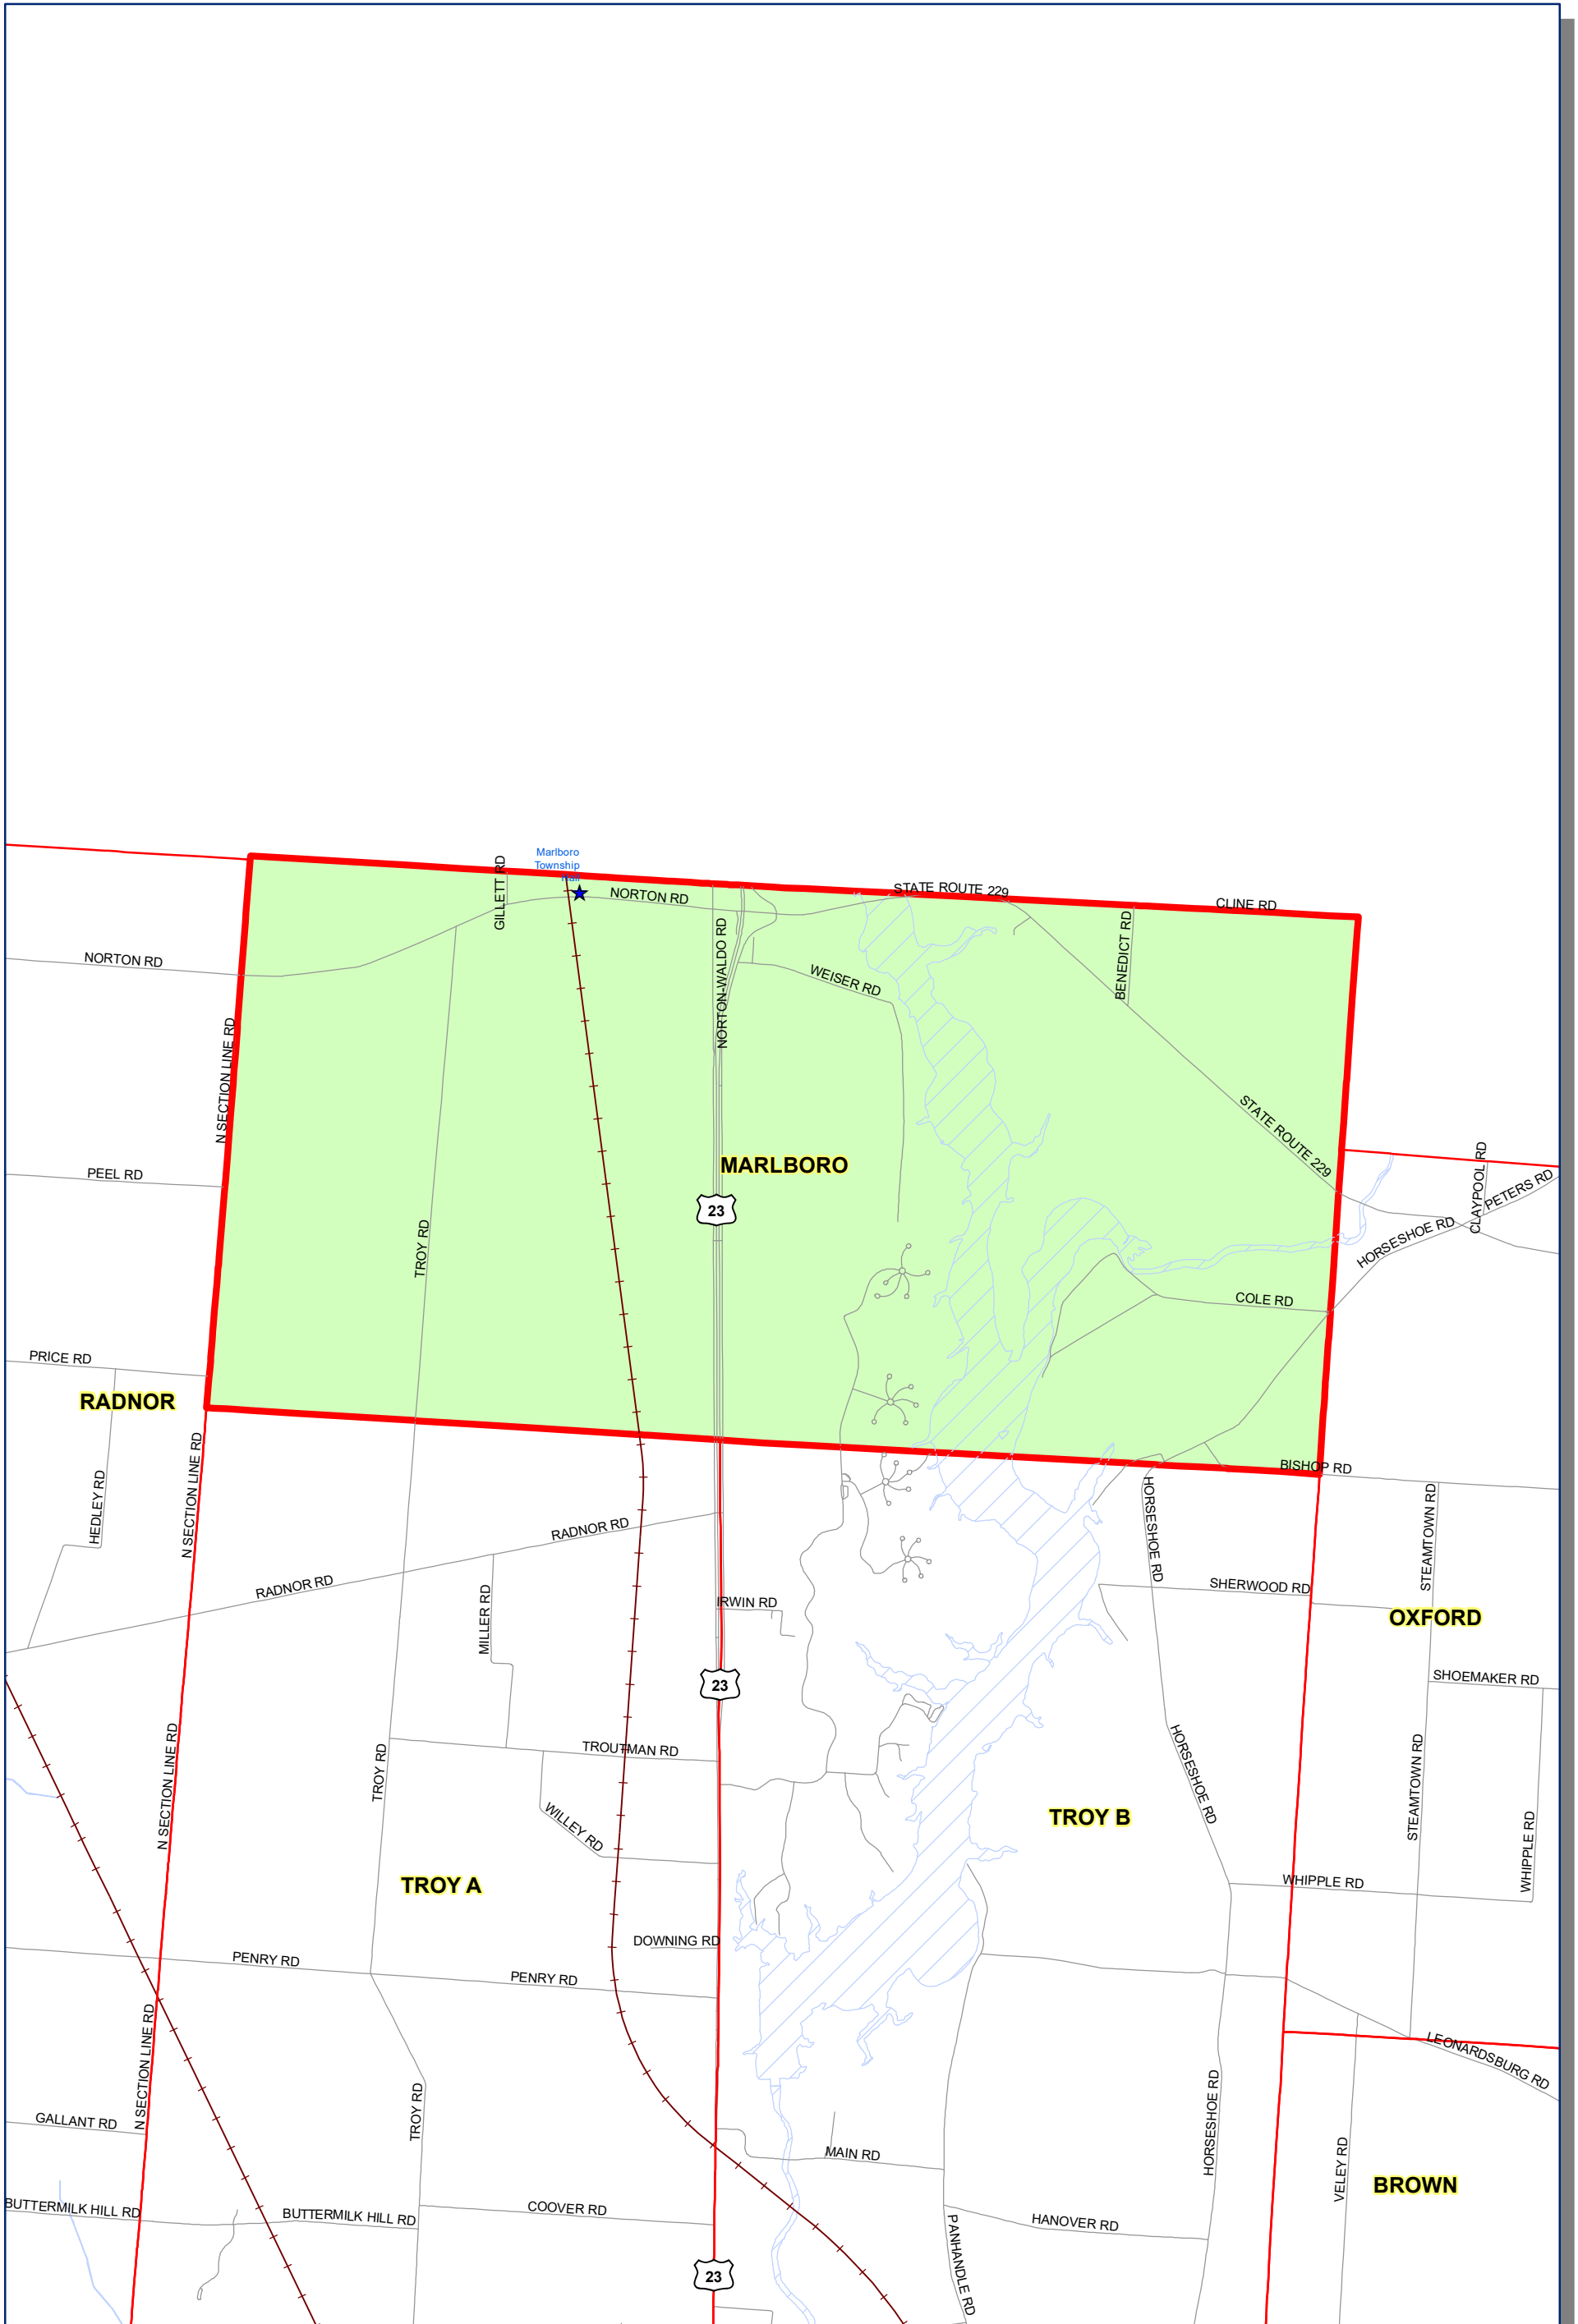 Marlboro
Township
Hall
GILLETT RD
NORTON RD
STATE ROUTE 229
CLINE RD
NORTON RD
NORTON-WALDO RD
WEISER RD
BENEDICT RD
N SECTION LINE RD
STATE ROUTE 229
MARLBORO
PEEL RD
23
TROY RD
CLAYPOOL RD
PETERS RD
HORSESHOE RD
COLE RD
PRICE RD
RADNOR
BISHOP RD
HEDLEY RD
N SECTION LINE RD
RADNOR RD
HORSESHOE RD
STEAMTOWN RD
RADNOR RD
MILLER RD
IRWIN RD
SHERWOOD RD
OXFORD
23
SHOEMAKER RD
N SECTION LINE RD
TROY RD
TROUTMAN RD
HORSESHOE RD
STEAMTOWN RD
WILLEY RD
TROY B
WHIPPLE RD
TROY A
WHIPPLE RD
DOWNING RD
PENRY RD
PENRY RD
N SECTION LINE RD
LEONARDSBURG RD
GALLANT RD
TROY RD
MAIN RD
HORSESHOE RD
VELEY RD
BROWN
BUTTERMILK HILL RD
BUTTERMILK HILL RD
COOVER RD
HANOVER RD
PANHANDLE RD
23